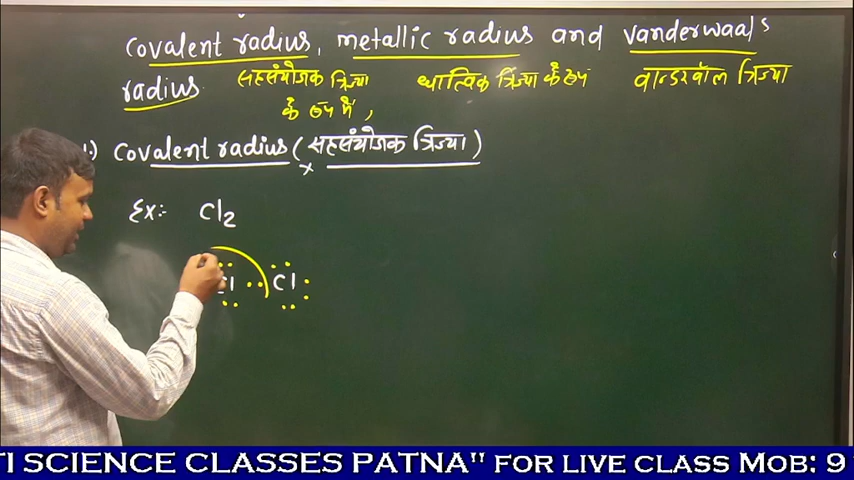 Covalent radius, metallic radius and vanderwaal's
radius सहसंयोजक त्रिज्या धात्विक त्रिज्या के रूप वान्डरवॉल त्रिज्या
के रूप में,
1.) Covalent radius (सहसंयोजक त्रिज्या)
x
Ex:- Cl2
Cl Cl
TI SCIENCE CLASSES PATNA" FOR LIVE CLASS MOB: 9